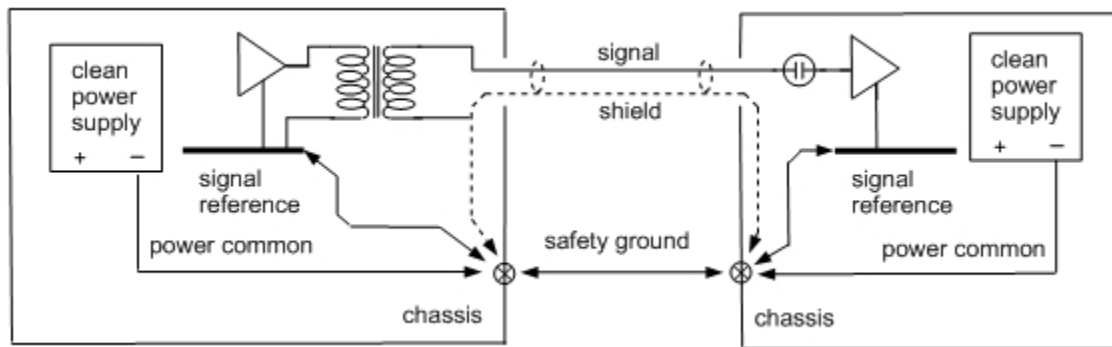 clean
power
supply
+ −
signal
reference
power common
chassis
signal
shield
safety ground
clean
power
supply
+ −
signal
reference
power common
chassis